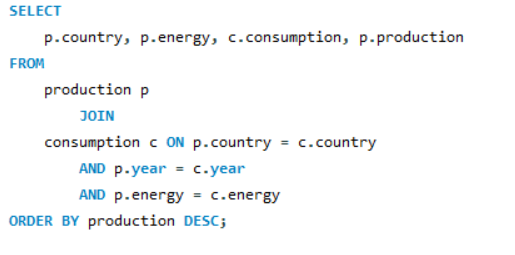 SELECT
    p.country, p.energy, c.consumption, p.production
FROM
    production p
        JOIN
    consumption c ON p.country = c.country
        AND p.year = c.year
        AND p.energy = c.energy
ORDER BY production DESC;